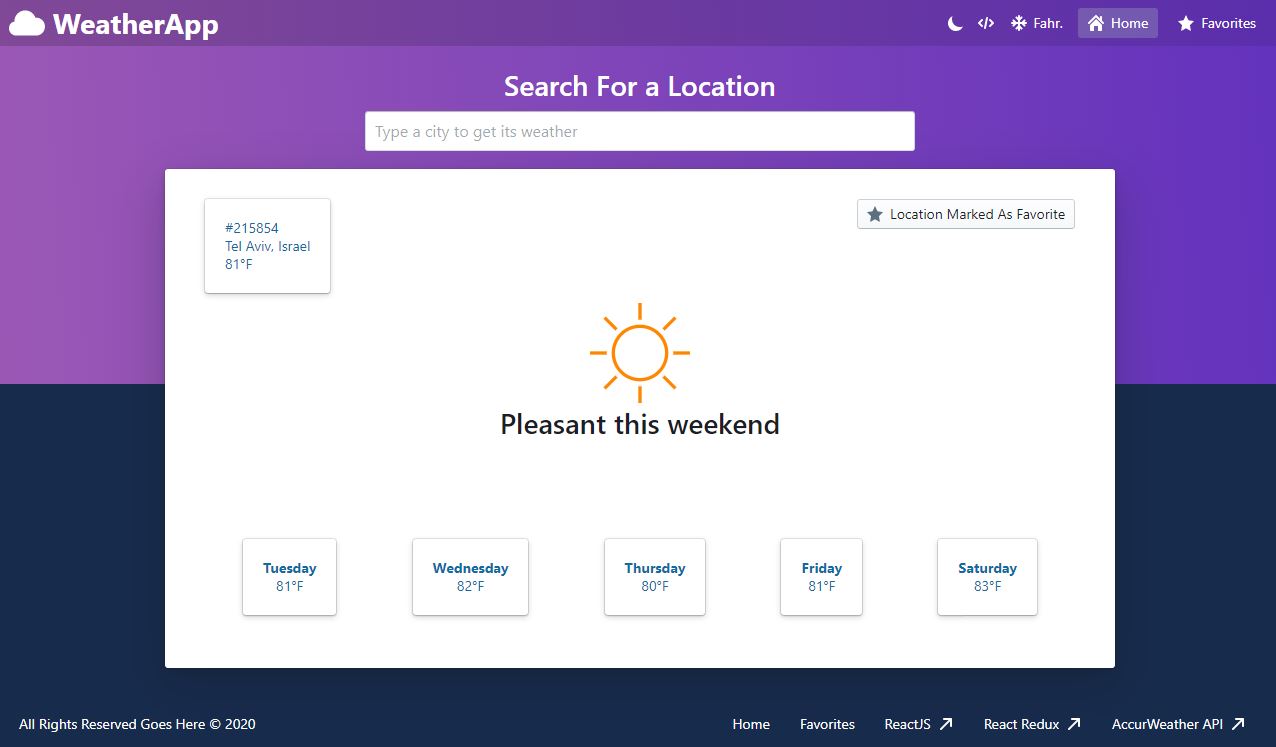 WeatherApp
Fahr.
Home
Favorites
Search For a Location
Type a city to get its weather
#215854
Tel Aviv, Israel
81°F
Location Marked As Favorite
Pleasant this weekend
Tuesday
81°F
Wednesday
82°F
Thursday
80°F
Friday
81°F
Saturday
83°F
All Rights Reserved Goes Here © 2020
Home
Favorites
ReactJS
React Redux
AccurWeather API